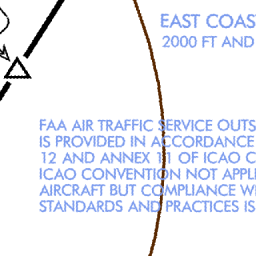 EAST COAS
2000 FT AND
FAA AIR TRAFFIC SERVICE OUTS
IS PROVIDED IN ACCORDANCE
12 AND ANNEX 11 OF ICAO C
ICAO CONVENTION NOT APPLI
AIRCRAFT BUT COMPLIANCE WI
STANDARDS AND PRACTICES IS